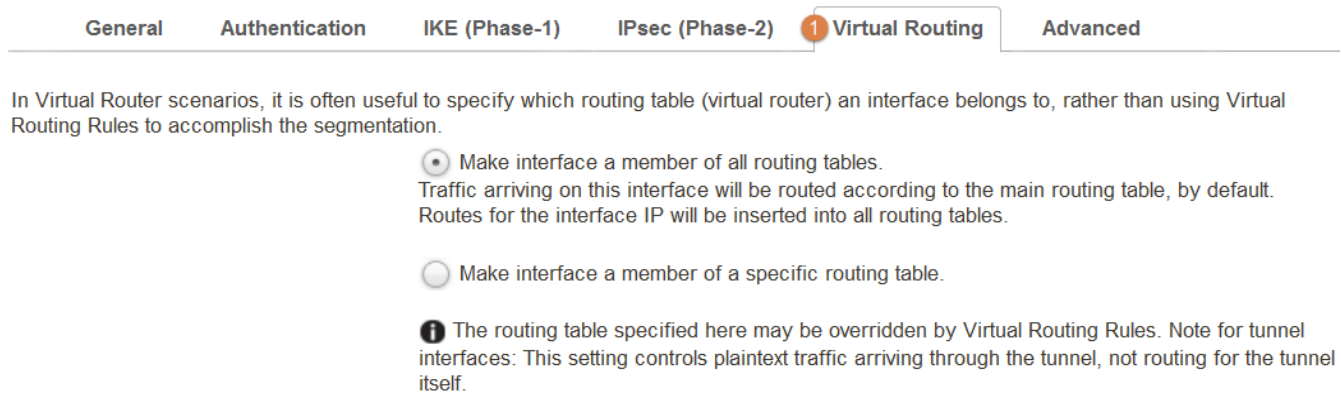 General Authentication IKE (Phase-1) IPsec (Phase-2) 1 Virtual Routing Advanced
In Virtual Router scenarios, it is often useful to specify which routing table (virtual router) an interface belongs to, rather than using Virtual
Routing Rules to accomplish the segmentation.
Make interface a member of all routing tables.
Traffic arriving on this interface will be routed according to the main routing table, by default.
Routes for the interface IP will be inserted into all routing tables.
Make interface a member of a specific routing table.
The routing table specified here may be overridden by Virtual Routing Rules. Note for tunnel
interfaces: This setting controls plaintext traffic arriving through the tunnel, not routing for the tunnel
itself.